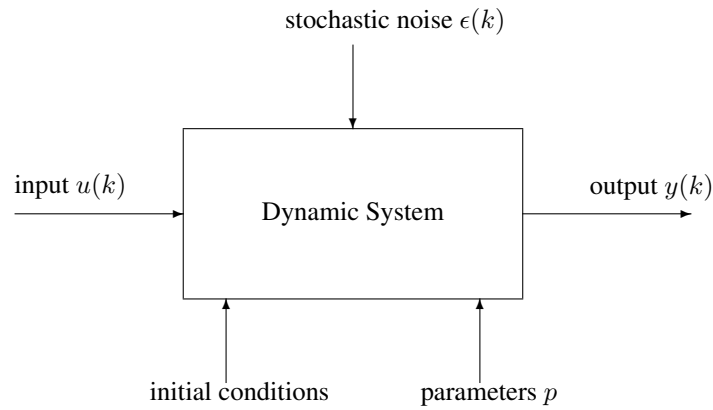 stochastic noise ϵ(k)
input u(k)
output y(k)
Dynamic System
initial conditions
parameters p